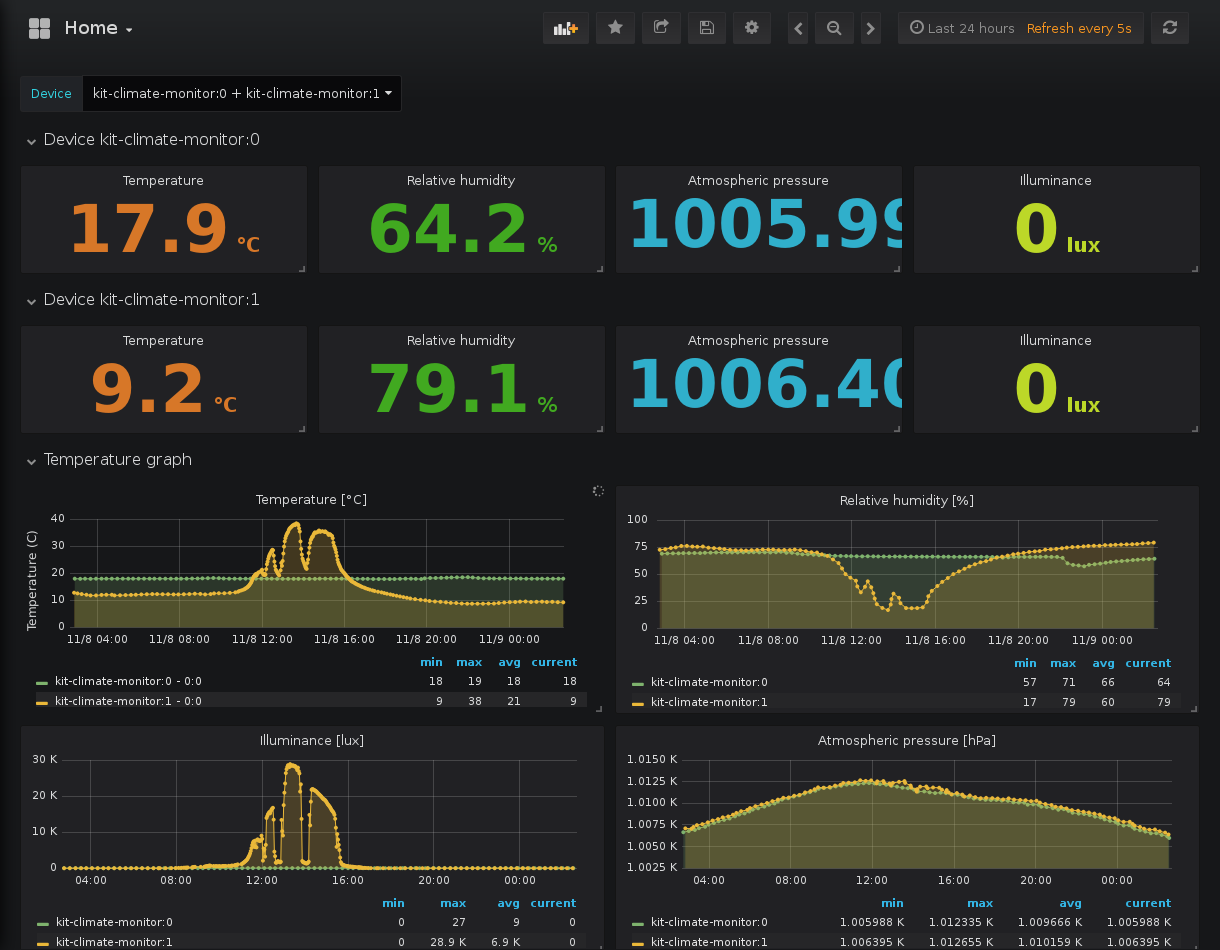 Home
Last 24 hours Refresh every 5s
Device kit-climate-monitor:0 + kit-climate-monitor:1
Device kit-climate-monitor:0
Temperature Relative humidity Atmospheric pressure Illuminance
17.9 °C 64.2 % 1005.99 0 lux
Device kit-climate-monitor:1
Temperature Relative humidity Atmospheric pressure Illuminance
9.2 °C 79.1 % 1006.40 0 lux
Temperature graph
Temperature [°C]
Temperature (C)
40
30
20
10
0
11/8 04:00 11/8 08:00 11/8 12:00 11/8 16:00 11/8 20:00 11/9 00:00
min max avg current
kit-climate-monitor:0 - 0:0 18 19 18 18
kit-climate-monitor:1 - 0:0 9 38 21 9
Relative humidity [%]
100
75
50
25
0
11/8 04:00 11/8 08:00 11/8 12:00 11/8 16:00 11/8 20:00 11/9 00:00
min max avg current
kit-climate-monitor:0 57 71 66 64
kit-climate-monitor:1 17 79 60 79
Illuminance [lux]
30 K
20 K
10 K
0
04:00 08:00 12:00 16:00 20:00 00:00
min max avg current
kit-climate-monitor:0 0 27 9 0
kit-climate-monitor:1 0 28.9 K 6.9 K 0
Atmospheric pressure [hPa]
1.0150 K
1.0125 K
1.0100 K
1.0075 K
1.0050 K
1.0025 K
04:00 08:00 12:00 16:00 20:00 00:00
min max avg current
kit-climate-monitor:0 1.005988 K 1.012335 K 1.009666 K 1.005988 K
kit-climate-monitor:1 1.006395 K 1.012655 K 1.010159 K 1.006395 K